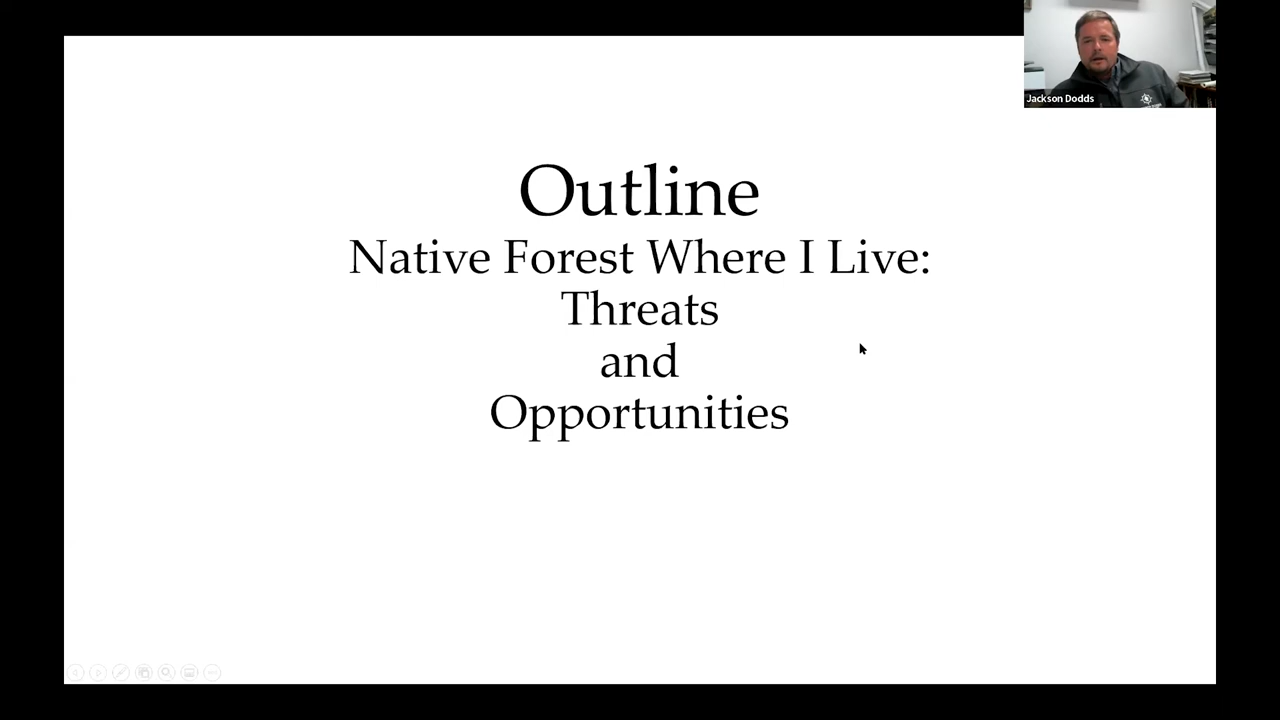 Jackson Dodds
Outline
Native Forest Where I Live:
Threats
and
Opportunities